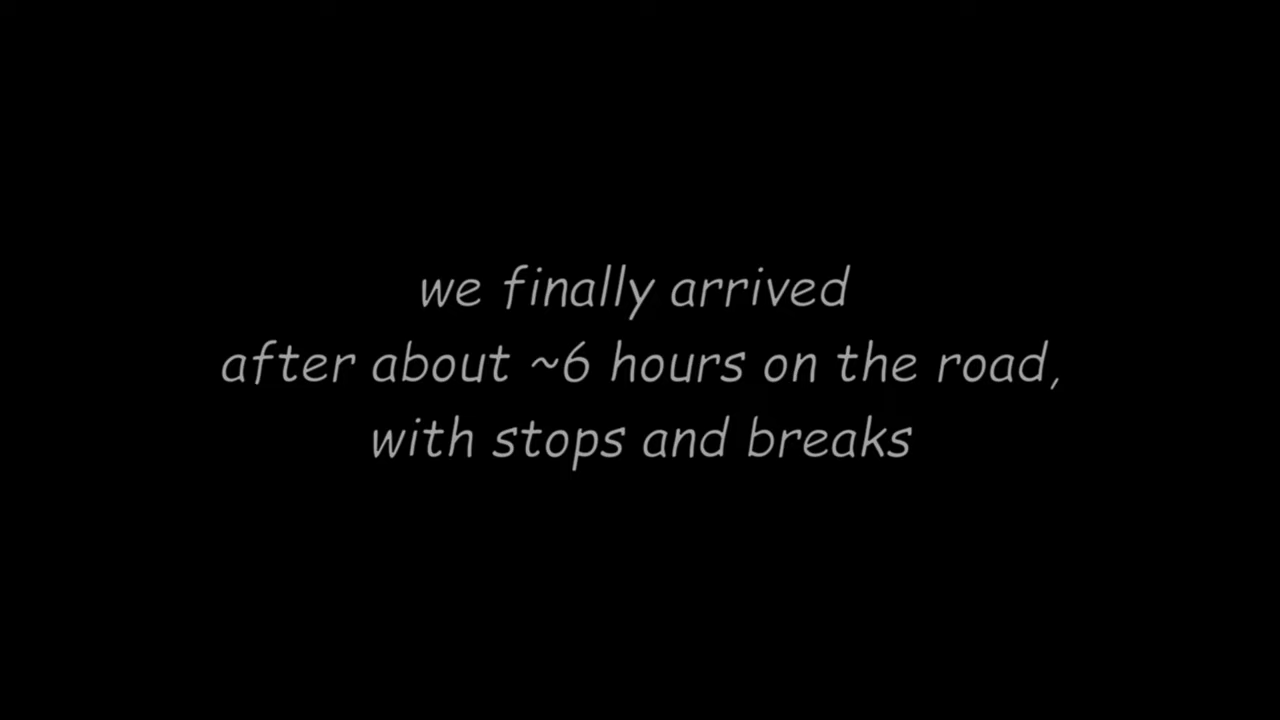 we finally arrived
after about ~6 hours on the road,
with stops and breaks